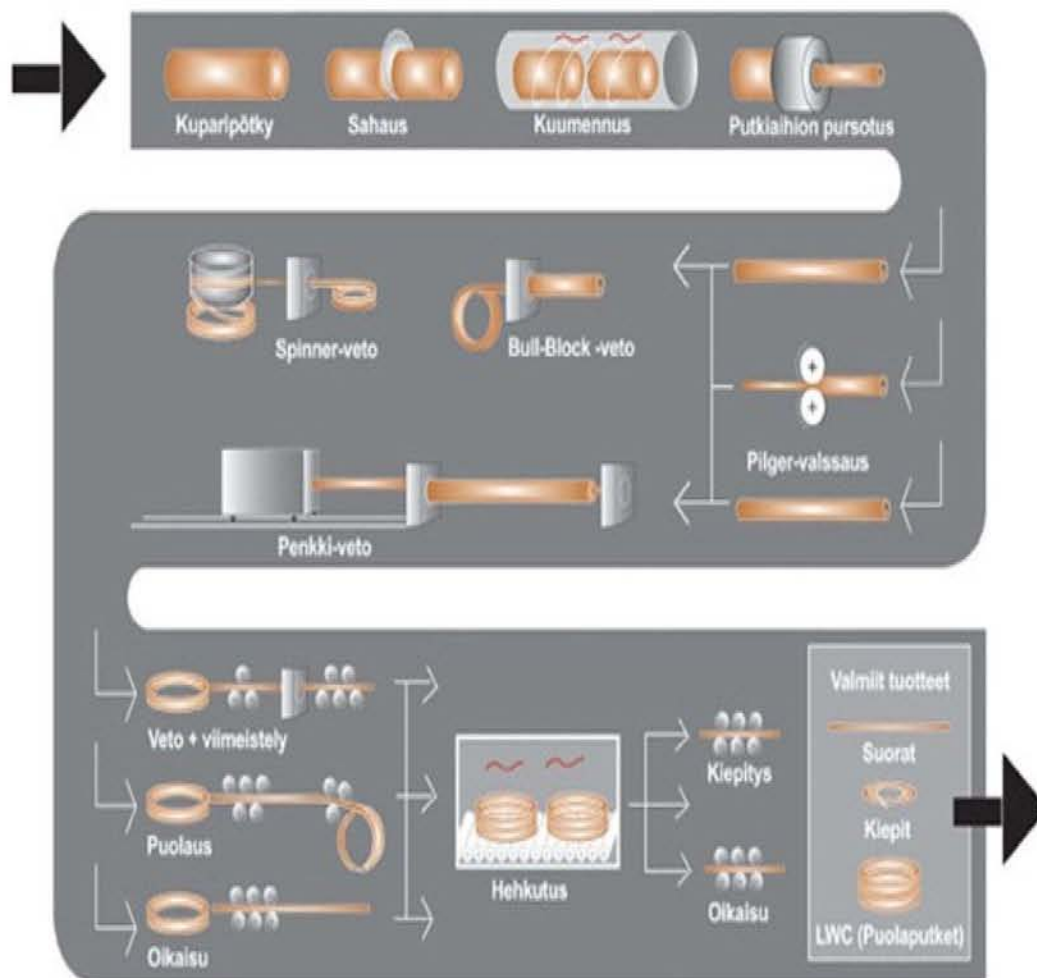 Kuparipötky
Sahaus
Kuumennus
Putkiaihion pursotus
Spinner-veto
Bull-Block -veto
Pilger-valssaus
Penkki-veto
Veto + viimeistely
Puolaus
Oikaisu
Hehkutus
Kiepitys
Oikaisu
Valmiit tuotteet
Suorat
Kiepit
LWC (Puolaputket)